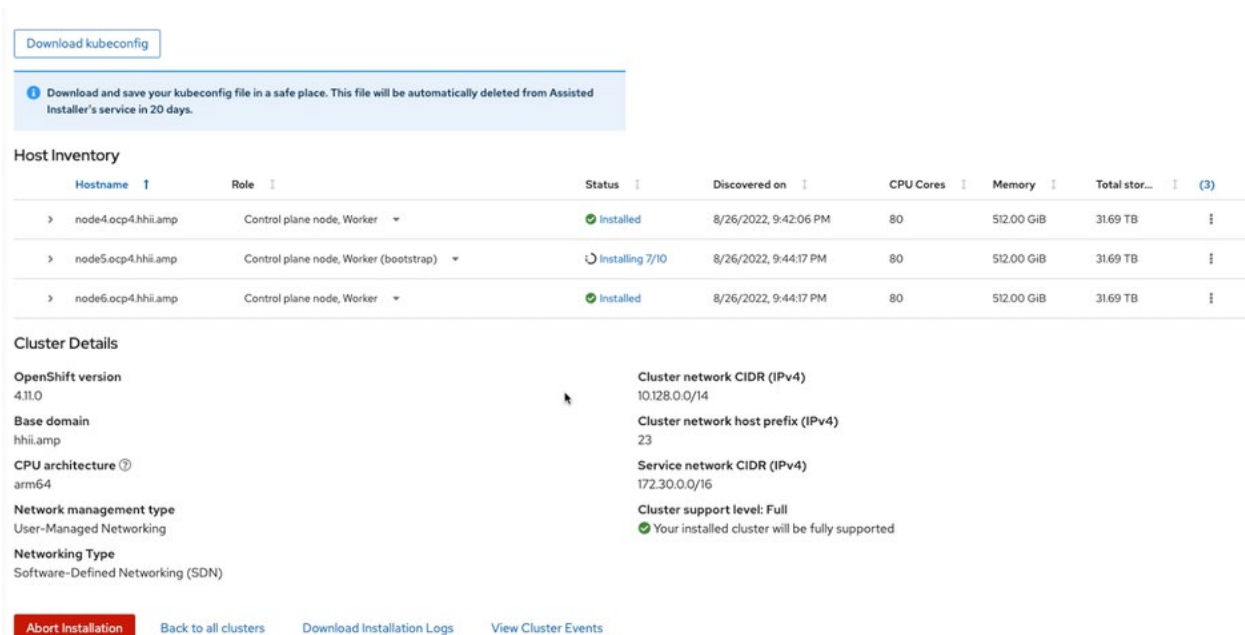 Download kubeconfig
Download and save your kubeconfig file in a safe place. This file will be automatically deleted from Assisted
Installer's service in 20 days.
Host Inventory
Hostname Role Status Discovered on CPU Cores Memory Total stor... (3)
node4.ocp4.hhii.amp Control plane node, Worker Installed 8/26/2022, 9:42:06 PM 80 512.00 GiB 31.69 TB
node5.ocp4.hhii.amp Control plane node, Worker (bootstrap) Installing 7/10 8/26/2022, 9:44:17 PM 80 512.00 GiB 31.69 TB
node6.ocp4.hhii.amp Control plane node, Worker Installed 8/26/2022, 9:44:17 PM 80 512.00 GiB 31.69 TB
Cluster Details
OpenShift version
4.11.0
Base domain
hhii.amp
CPU architecture
arm64
Network management type
User-Managed Networking
Networking Type
Software-Defined Networking (SDN)
Cluster network CIDR (IPv4)
10.128.0.0/14
Cluster network host prefix (IPv4)
23
Service network CIDR (IPv4)
172.30.0.0/16
Cluster support level: Full
Your installed cluster will be fully supported
Abort Installation Back to all clusters Download Installation Logs View Cluster Events